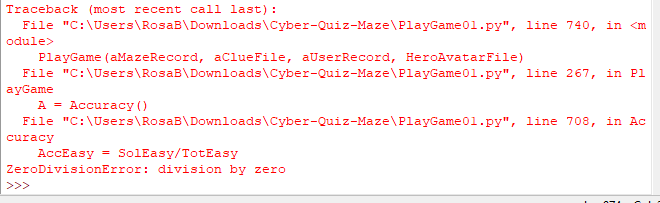 Traceback (most recent call last):
  File "C:\Users\RosaB\Downloads\Cyber-Quiz-Maze\PlayGame01.py", line 740, in <m
odule>
    PlayGame(aMazeRecord, aClueFile, aUserRecord, HeroAvatarFile)
  File "C:\Users\RosaB\Downloads\Cyber-Quiz-Maze\PlayGame01.py", line 267, in Pl
ayGame
    A = Accuracy()
  File "C:\Users\RosaB\Downloads\Cyber-Quiz-Maze\PlayGame01.py", line 708, in Ac
curacy
    AccEasy = SolEasy/TotEasy
ZeroDivisionError: division by zero
>>>